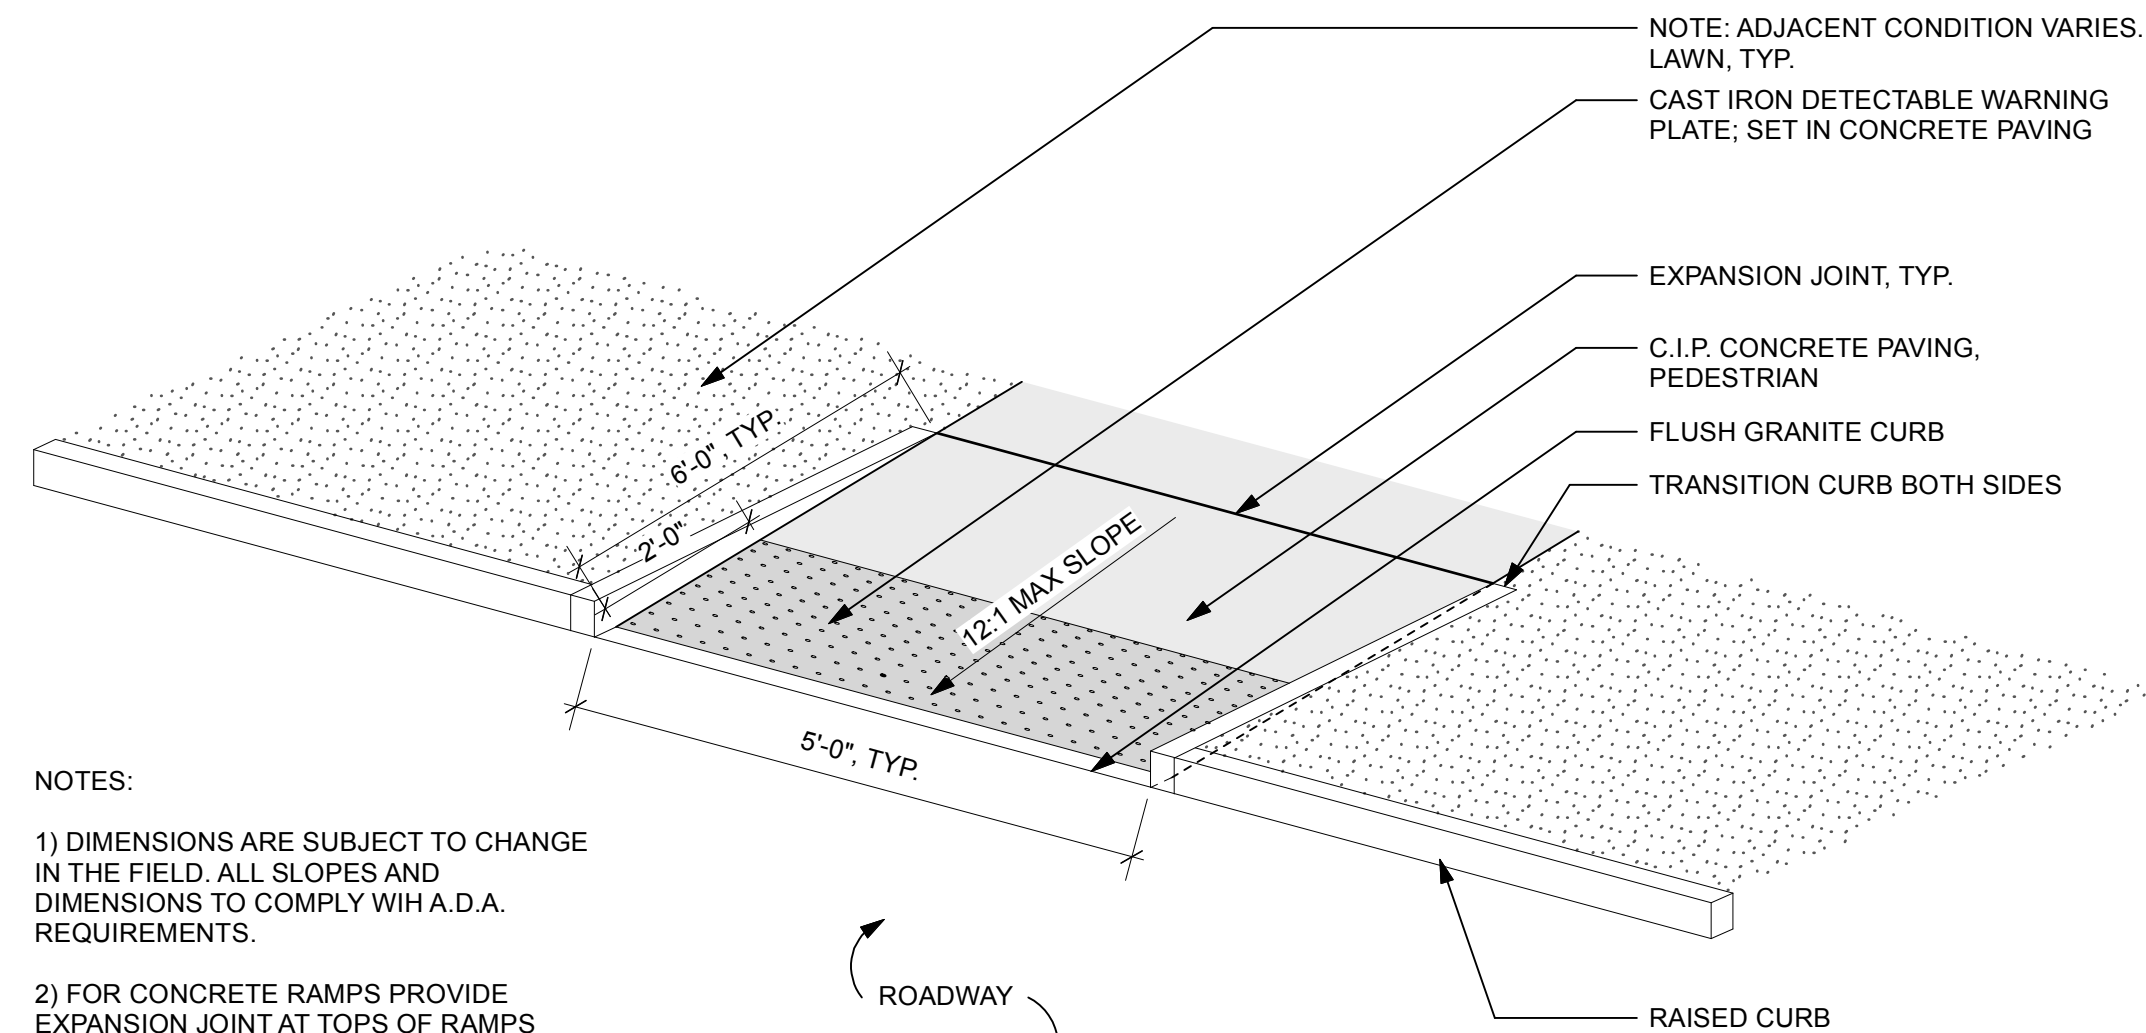 NOTE: ADJACENT CONDITION VARIES.
LAWN, TYP.
CAST IRON DETECTABLE WARNING
PLATE; SET IN CONCRETE PAVING
EXPANSION JOINT, TYP.
C.I.P. CONCRETE PAVING,
PEDESTRIAN
FLUSH GRANITE CURB
TRANSITION CURB BOTH SIDES
6'-0", TYP.
2'-0"
12:1 MAX SLOPE
5'-0", TYP.
NOTES:
1) DIMENSIONS ARE SUBJECT TO CHANGE
IN THE FIELD. ALL SLOPES AND
DIMENSIONS TO COMPLY WIH A.D.A.
REQUIREMENTS.
2) FOR CONCRETE RAMPS PROVIDE
EXPANSION JOINT AT TOPS OF RAMPS
ROADWAY
RAISED CURB